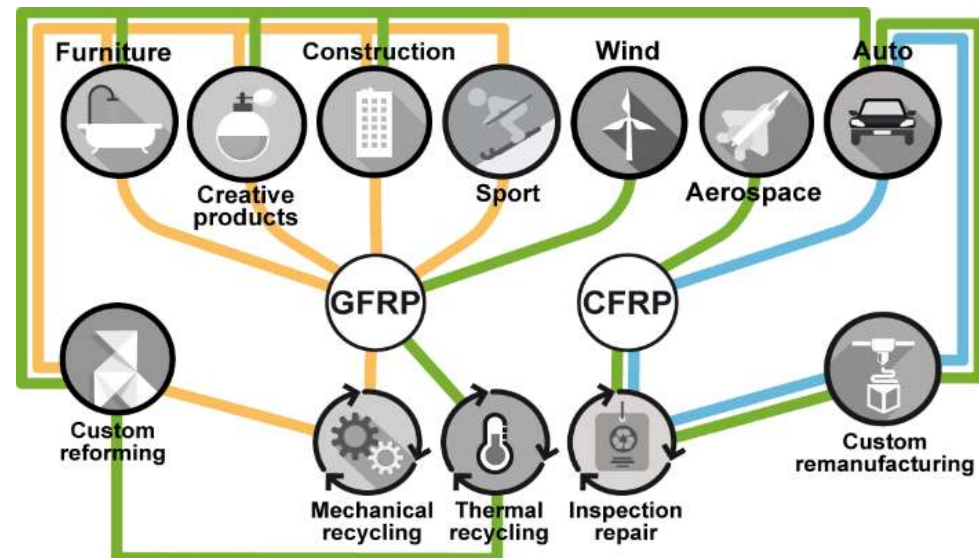 Furniture
Creative
products
Construction
Sport
Wind
Aerospace
Auto
GFRP
CFRP
Custom
reforming
Mechanical
recycling
Thermal
recycling
Inspection
repair
Custom
remanufacturing